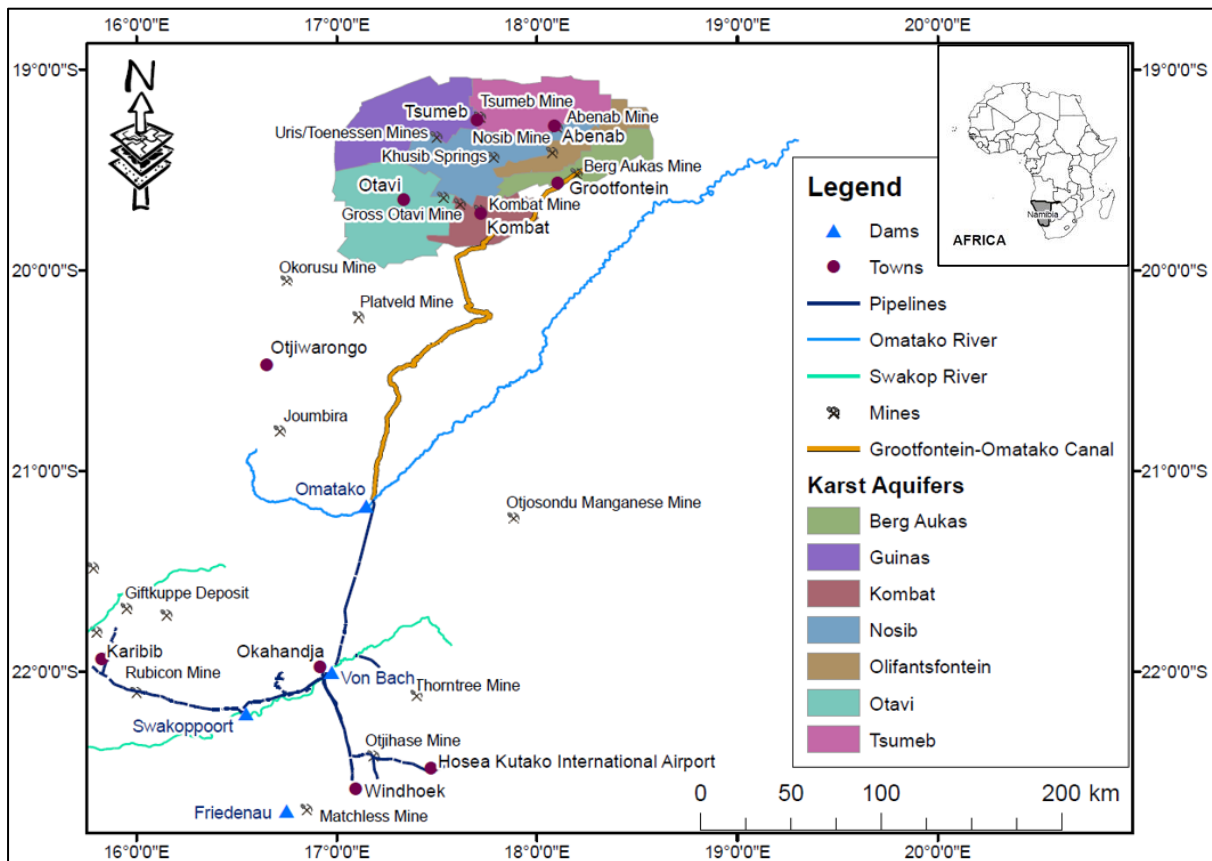 16°0'0"E 17°0'0"E 18°0'0"E 19°0'0"E 20°0'0"E
19°0'0"S 19°0'0"S
N
Tsumeb Mine
Tsumeb
Abenab Mine
Uris/Toenessen Mines
Nosib Mine
Abenab
Khusib Springs
Berg Aukas Mine
Otavi
Grootfontein
Kombat Mine
Gross Otavi Mine
Kombat
20°0'0"S 20°0'0"S
Okorusu Mine
Platveld Mine
Otjiwarongo
Joumbira
21°0'0"S 21°0'0"S
Omatako
Otjosondu Manganese Mine
Giftkuppe Deposit
Karibib
Okahandja
22°0'0"S 22°0'0"S
Rubicon Mine
Von Bach
Thorntree Mine
Swakoppoort
Otjihase Mine
Hosea Kutako International Airport
Windhoek
Friedenau
Matchless Mine
16°0'0"E 17°0'0"E 18°0'0"E 19°0'0"E 20°0'0"E
Namibia
AFRICA
Legend
Dams
Towns
Pipelines
Omatako River
Swakop River
Mines
Grootfontein-Omatako Canal
Karst Aquifers
Berg Aukas
Guinas
Kombat
Nosib
Olifantsfontein
Otavi
Tsumeb
0 50 100 200 km